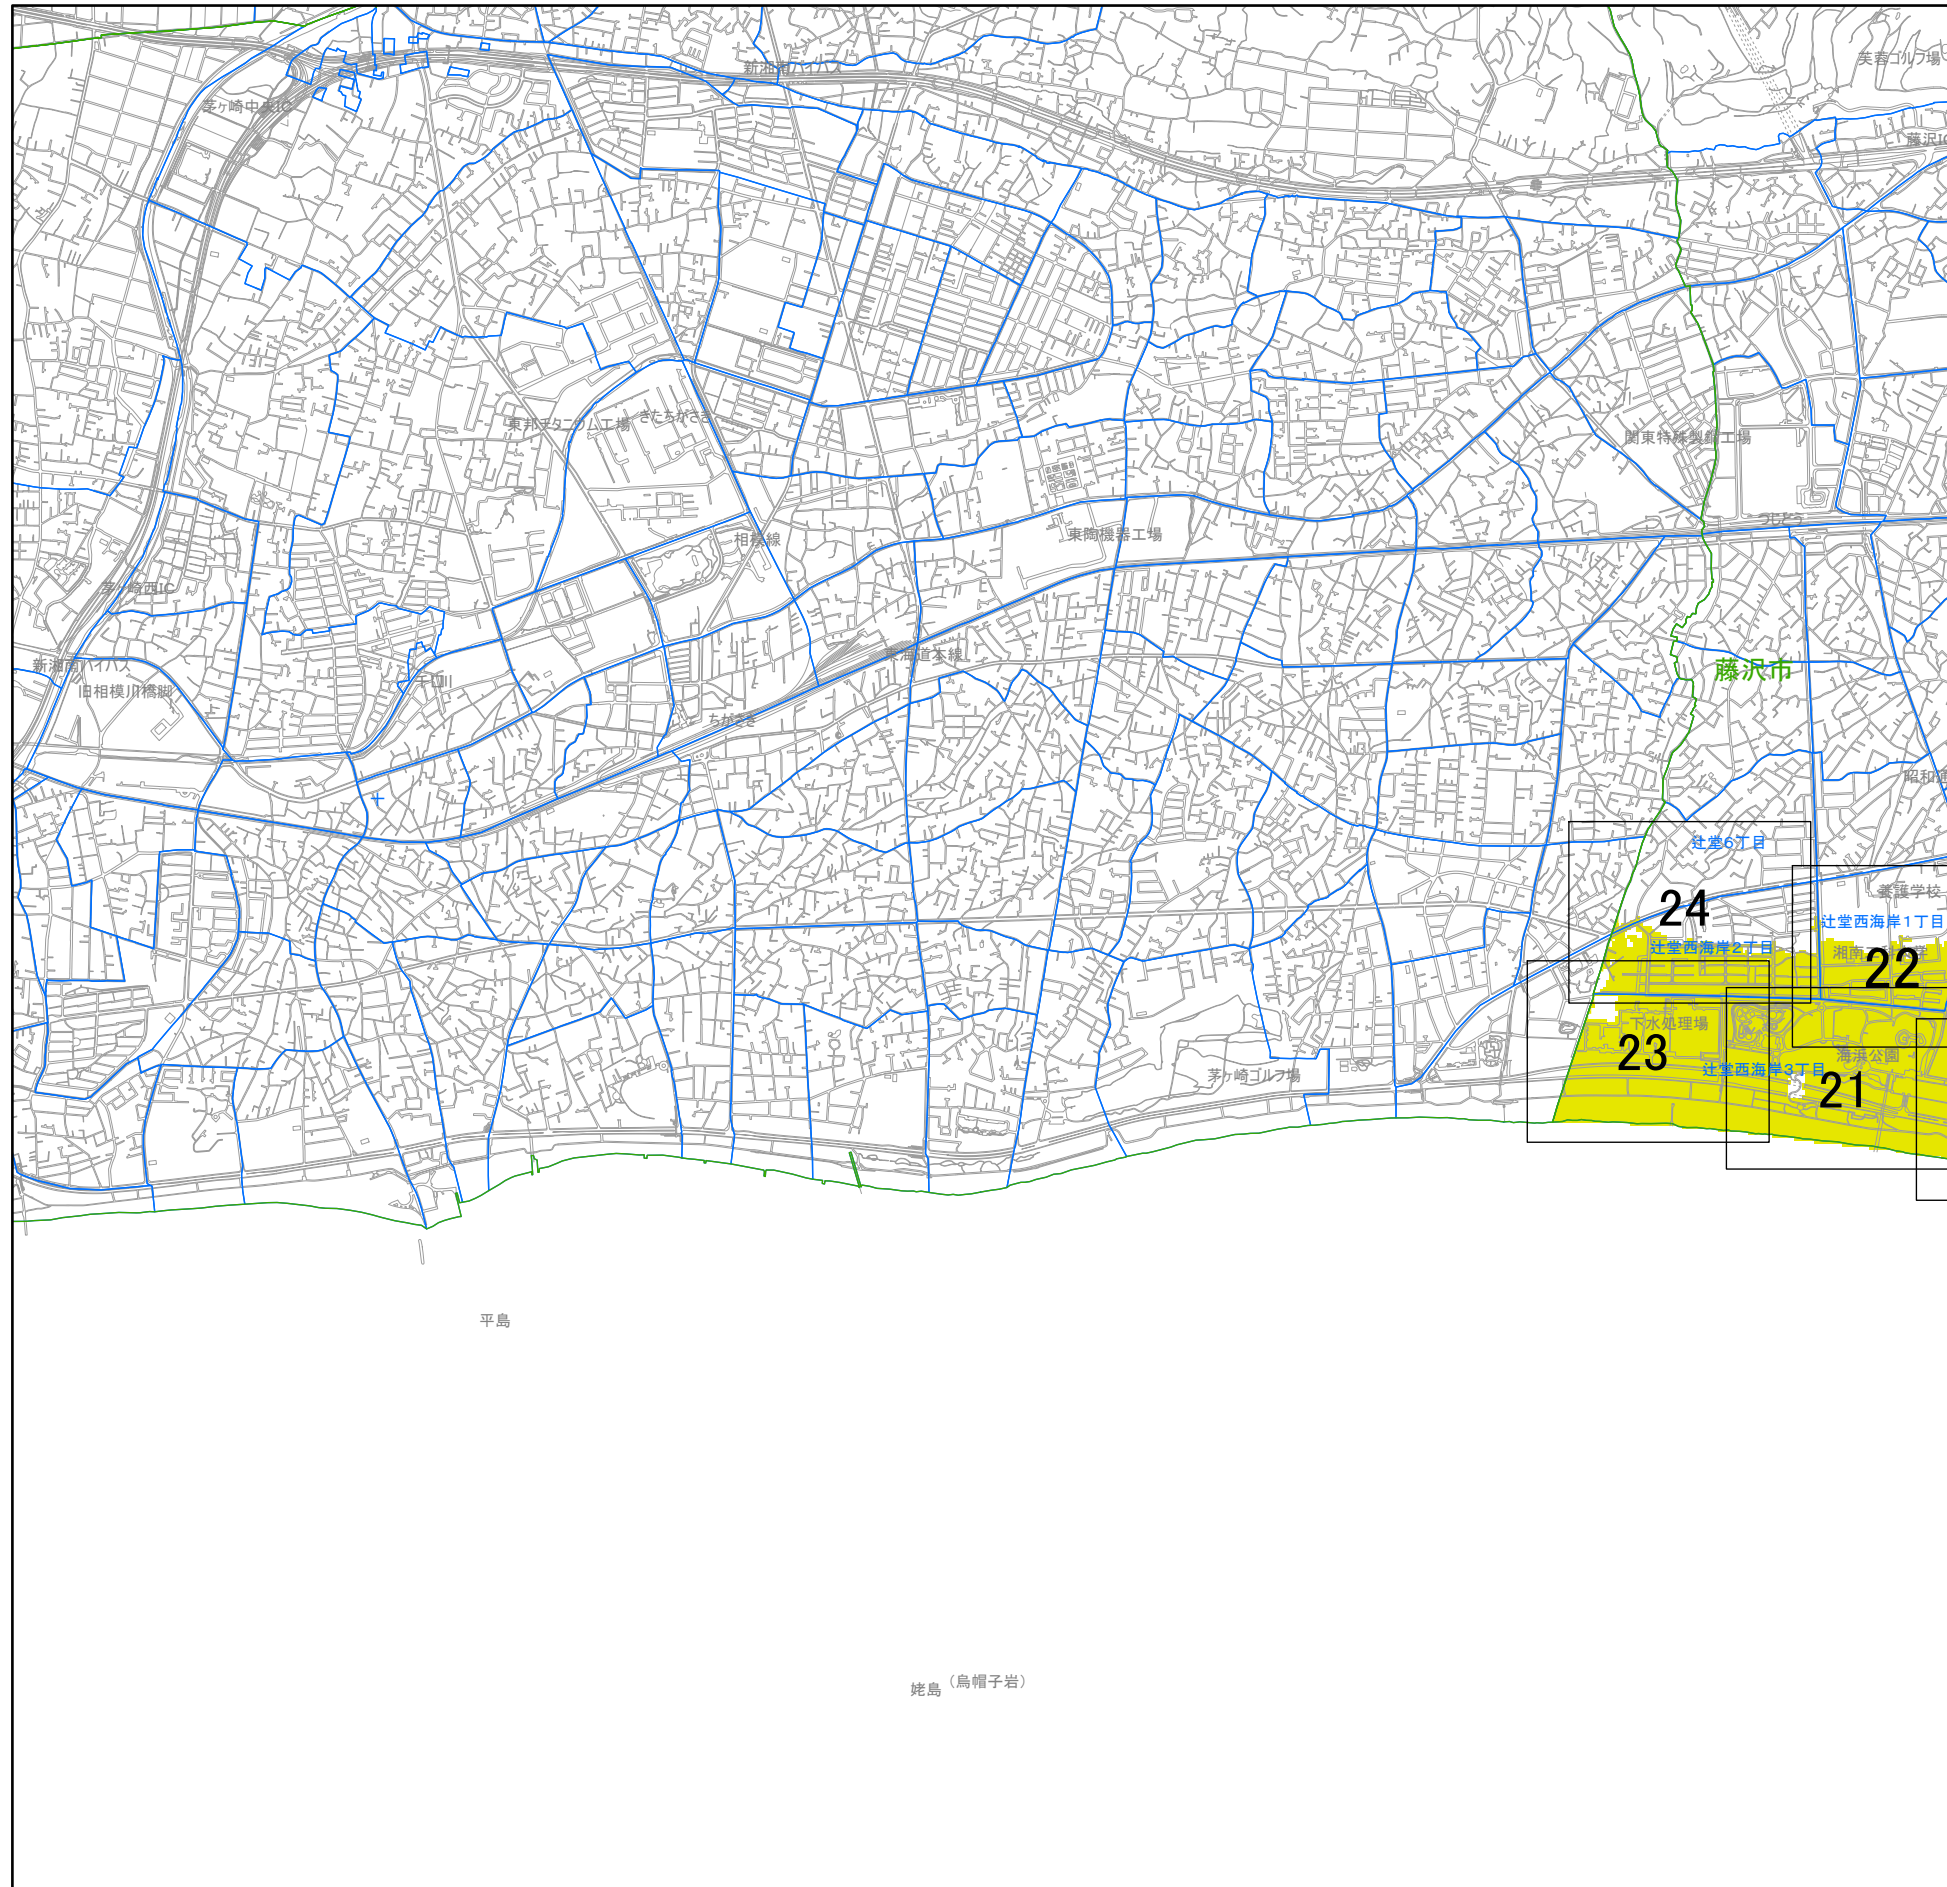 新湘南バイパス
芙蓉ゴルフ場
茅ヶ崎中央IC
藤沢IC
きたちがさき
東邦チタニウム工場
関東特殊製鋼工場
つじどう
東陶機器工場
相模線
茅ヶ崎西IC
東海道本線
新湘南バイパス
藤沢市
千の川
旧相模川橋脚
ちがさき
昭和通
辻堂6丁目
養護学校
24
辻堂西海岸1丁目
辻堂西海岸2丁目
22
下水処理場
23
海浜公園
辻堂西海岸3丁目
茅ヶ崎ゴルフ場
21
平島
姥島（烏帽子岩）